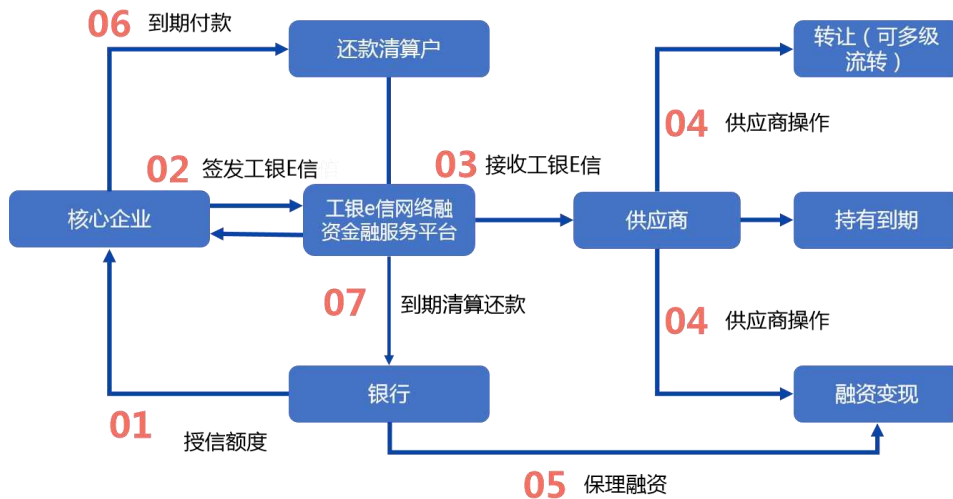 06 到期付款
还款清算户
转让（可多级
流转）
04 供应商操作
02 签发工银E信
03 接收工银E信
核心企业
工银e信网络融
资金融服务平台
供应商
持有到期
07 到期清算还款
04 供应商操作
银行
融资变现
01 授信额度
05 保理融资